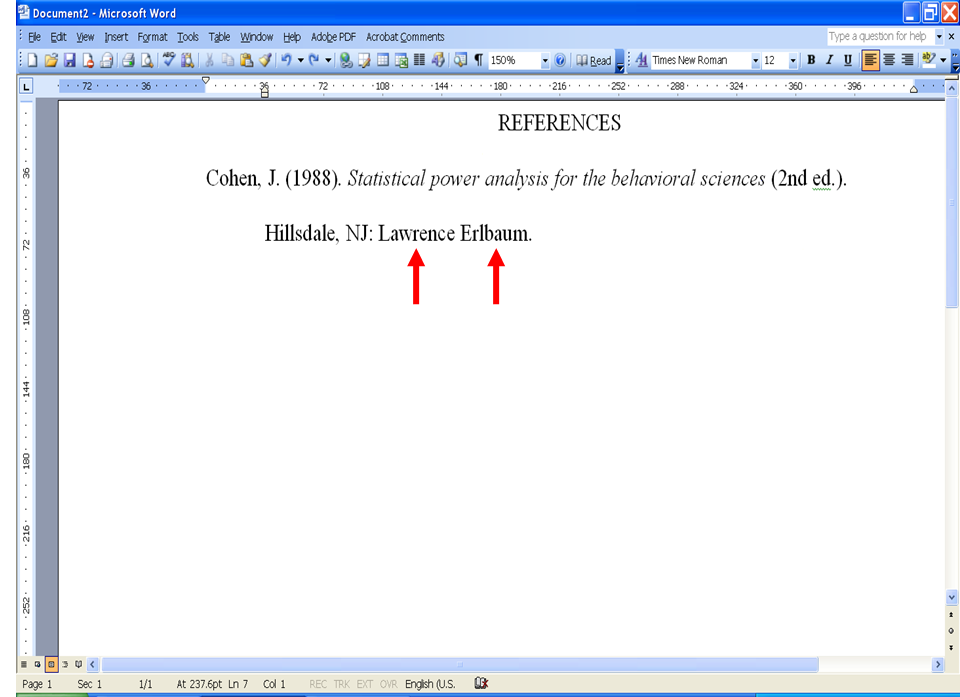 Document2 - Microsoft Word
File Edit View Insert Format Tools Table Window Help Adobe PDF Acrobat Comments Type a question for help
150% Read Times New Roman 12 B I U
L 72 36 36 72 108 144 180 216 252 288 324 360 396
REFERENCES
Cohen, J. (1988). Statistical power analysis for the behavioral sciences (2nd ed.).
Hillsdale, NJ: Lawrence Erlbaum.
36
72
108
144
180
216
252
Page 1 Sec 1 1/1 At 237.6pt Ln 7 Col 1 REC TRK EXT OVR English (U.S.